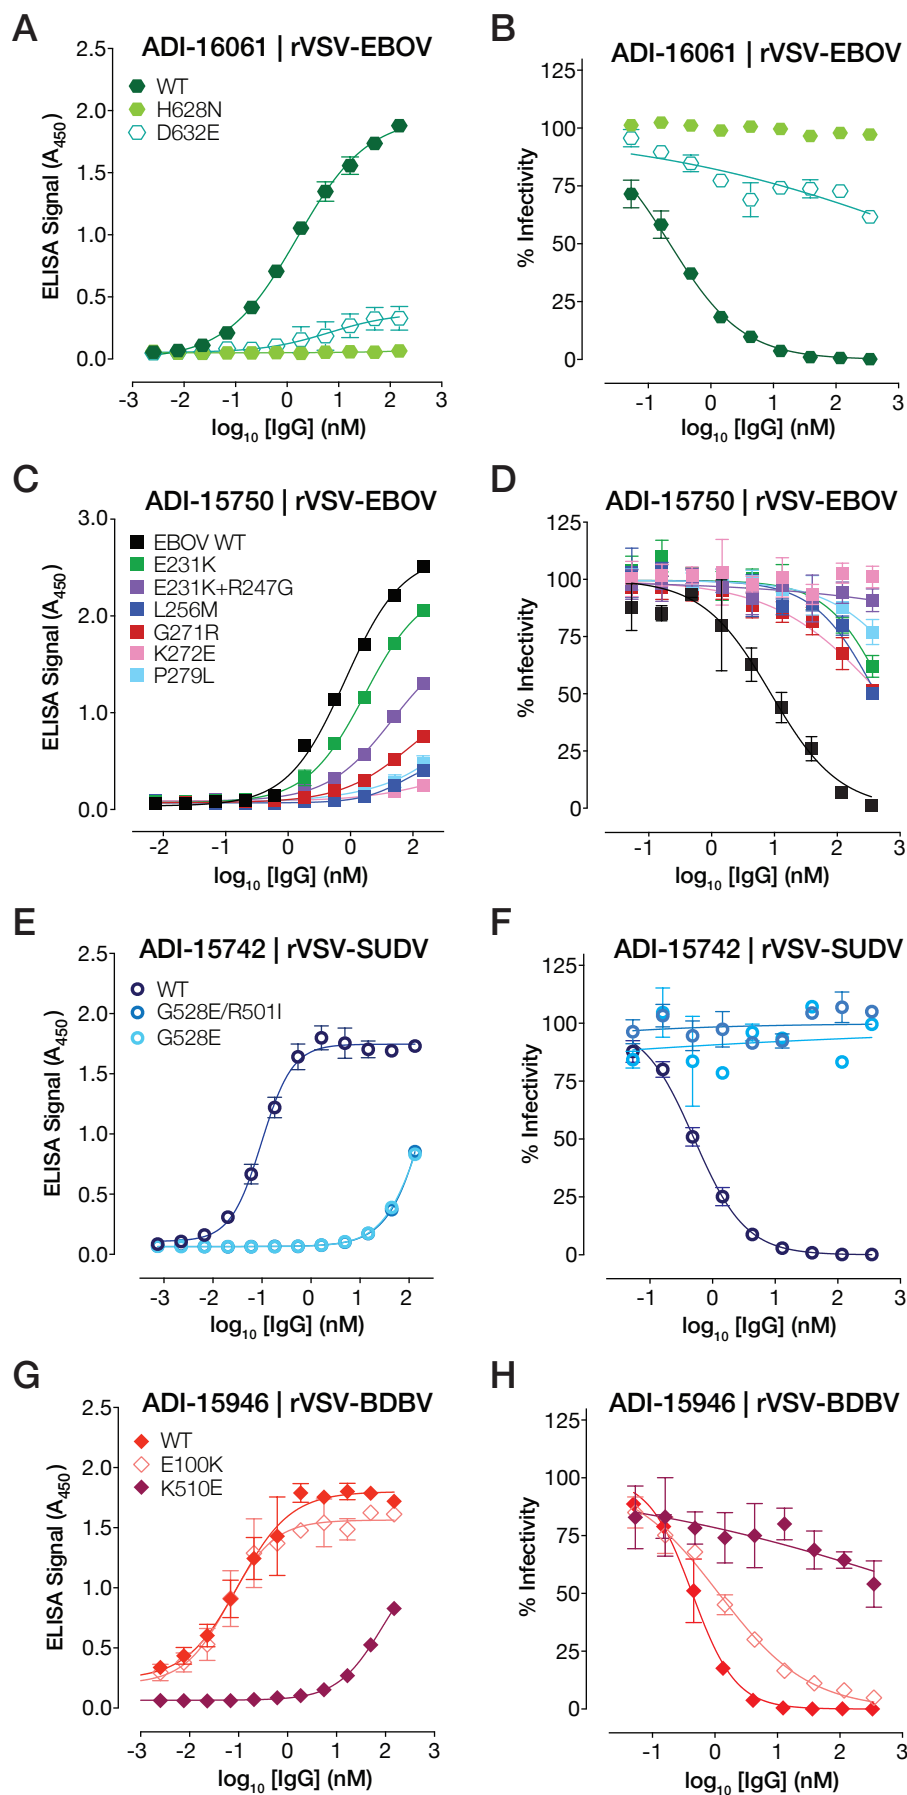 A
ADI-16061 | rVSV-EBOV
2.5
2.0
1.5
1.0
0.5
0.0
ELISA Signal (A450)
WT
H628N
D632E
-3 -2 -1 0 1 2 3
log10 [IgG] (nM)
B
ADI-16061 | rVSV-EBOV
125
100
75
50
25
0
% Infectivity
-1 0 1 2 3
log10 [IgG] (nM)
C
ADI-15750 | rVSV-EBOV
3.0
2.0
1.0
0.0
ELISA Signal (A450)
EBOV WT
E231K
E231K+R247G
L256M
G271R
K272E
P279L
-2 -1 0 0 2
log10 [IgG] (nM)
D
ADI-15750 | rVSV-EBOV
125
100
75
50
25
0
% Infectivity
-1 0 1 2 3
log10 [IgG] (nM)
E
ADI-15742 | rVSV-SUDV
2.5
2.0
1.5
1.0
0.5
0.0
ELISA Signal (A450)
WT
G528E/R501I
G528E
-3 -2 -1 0 1 2
log10 [IgG] (nM)
F
ADI-15742 | rVSV-SUDV
125
100
75
50
25
0
% Infectivity
-1 0 1 2 3
log10 [IgG] (nM)
G
ADI-15946 | rVSV-BDBV
2.5
2.0
1.5
1.0
0.5
0.0
ELISA Signal (A450)
WT
E100K
K510E
-3 -2 -1 0 1 2 3
log10 [IgG] (nM)
H
ADI-15946 | rVSV-BDBV
125
100
75
50
25
0
% Infectivity
-1 0 1 2 3
log10 [IgG] (nM)